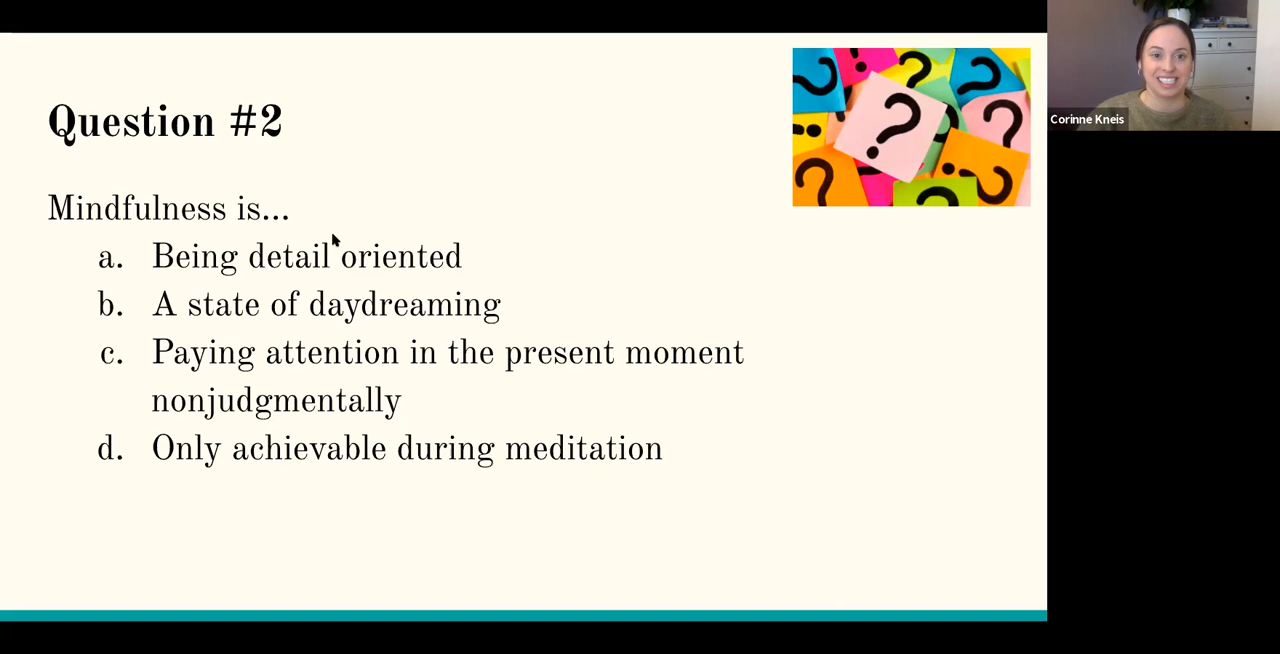 Question #2
Mindfulness is...
a. Being detail oriented
b. A state of daydreaming
c. Paying attention in the present moment
nonjudgmentally
d. Only achievable during meditation
? ? ? ? ? ? ? ? ?
Corinne Kneis